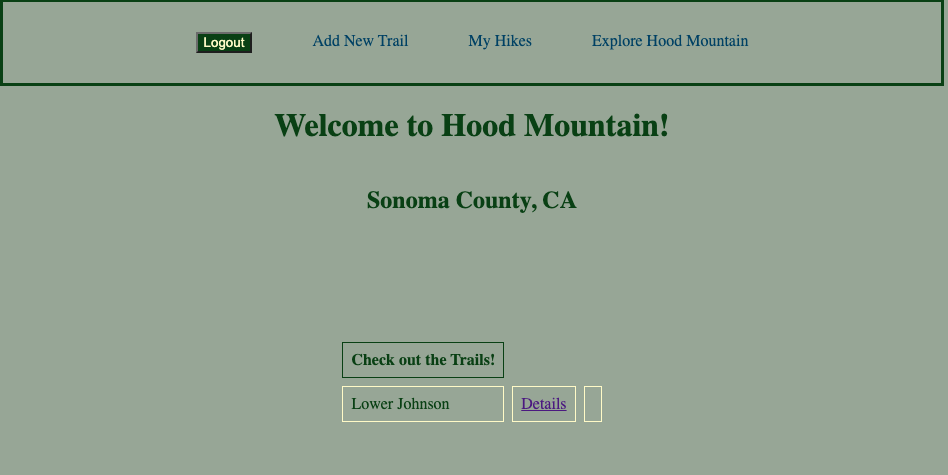 Logout Add New Trail My Hikes Explore Hood Mountain
Welcome to Hood Mountain!
Sonoma County, CA
Check out the Trails!
Lower Johnson Details